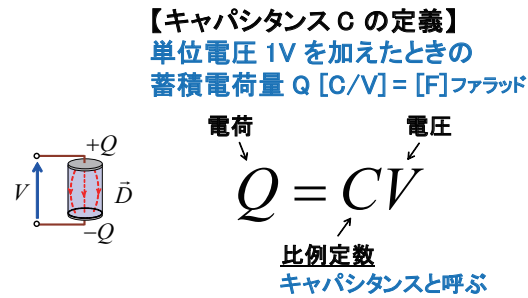 【キャパシタンス C の定義】
単位電圧 1V を加えたときの
蓄積電荷量 Q [C/V] = [F]ファラッド
電荷
電圧
+Q
V
D⃗
−Q
Q = CV
比例定数
キャパシタンスと呼ぶ